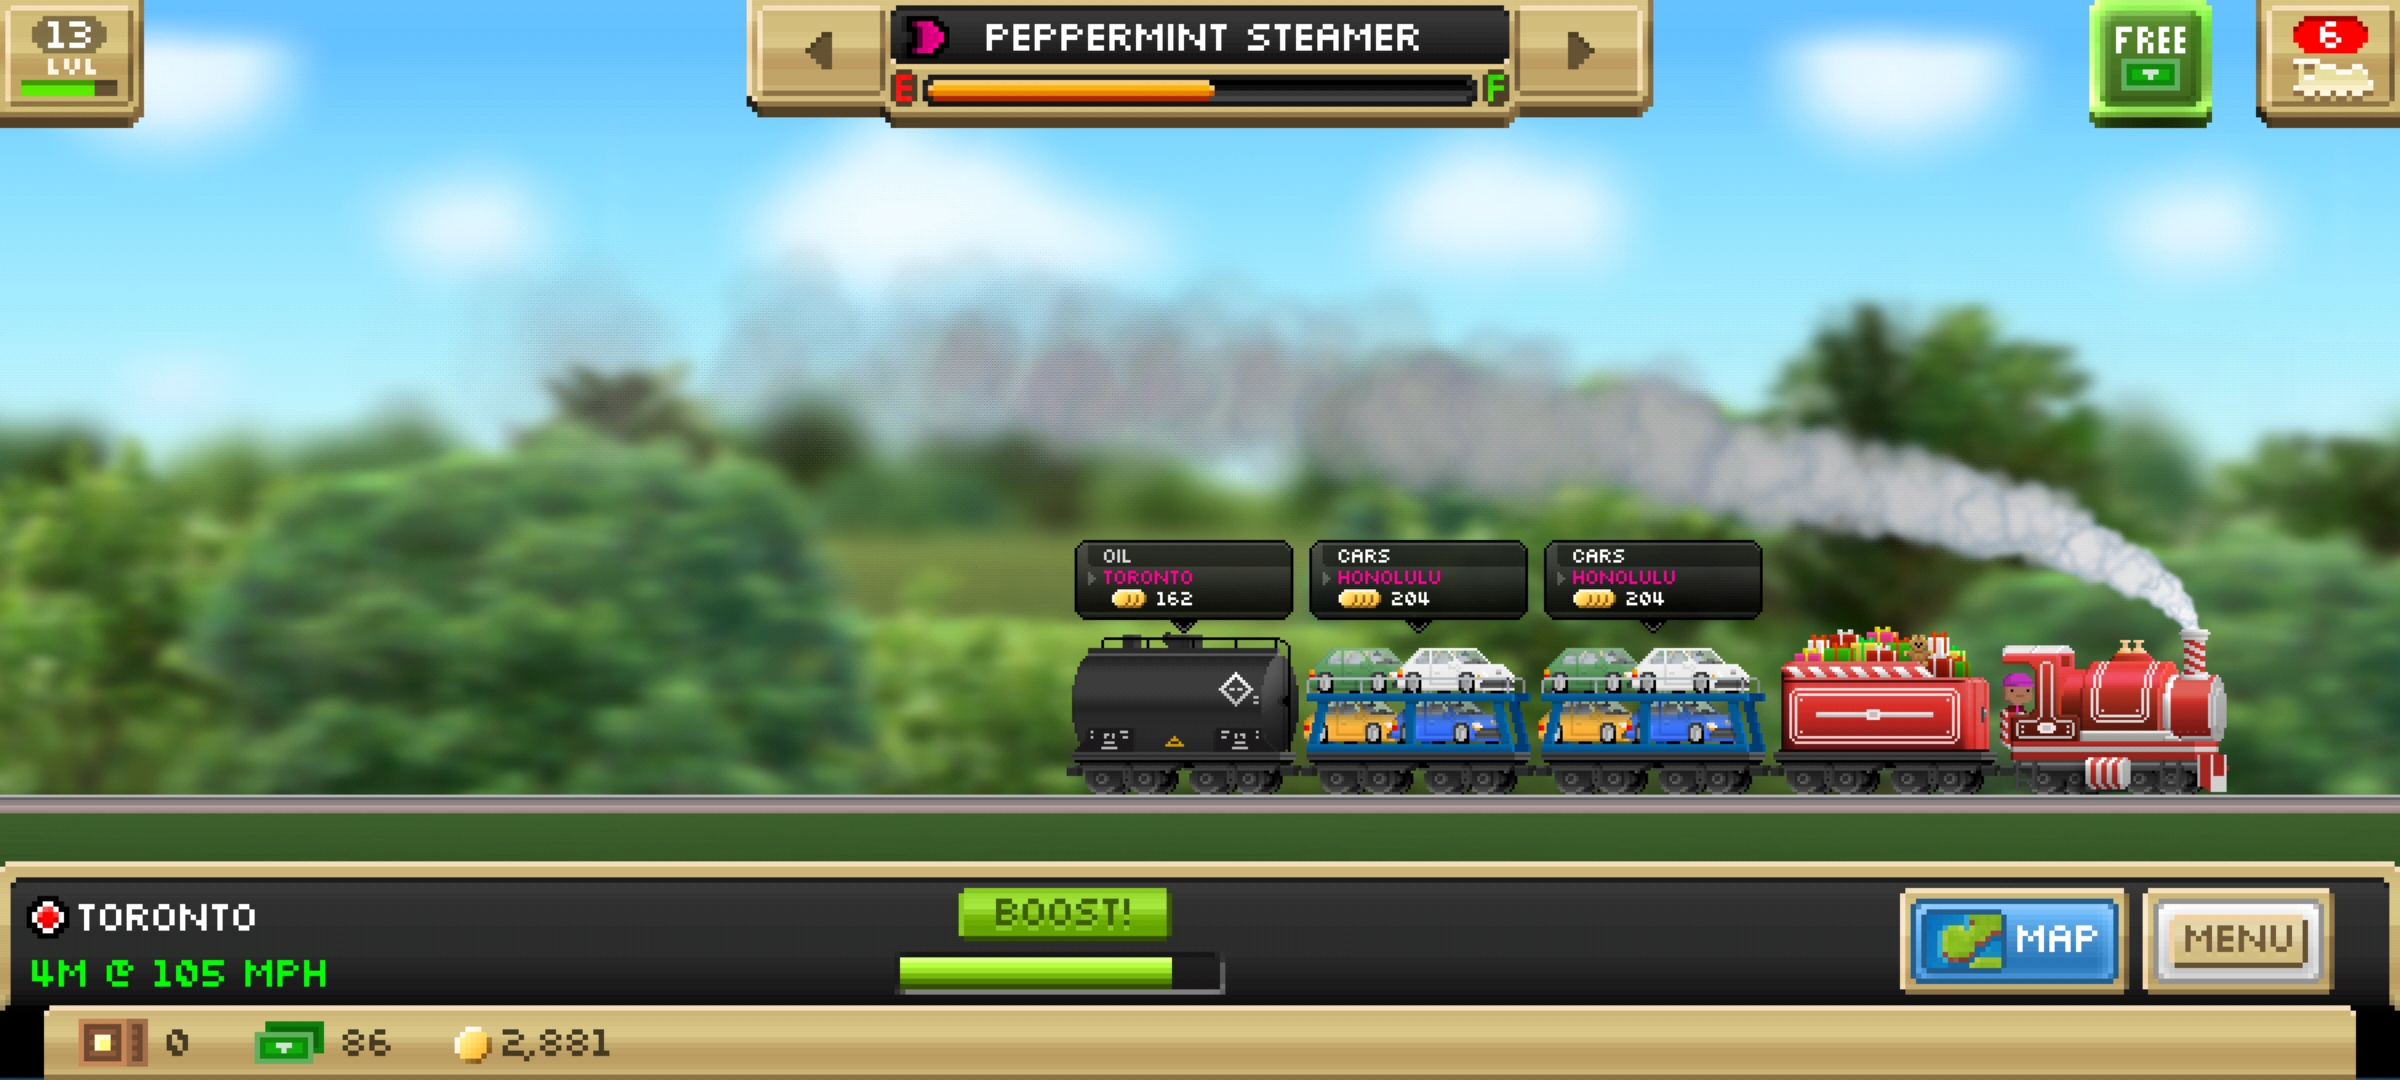 13
LVL
PEPPERMINT STEAMER
E F
FREE
6
OIL
TORONTO
162
CARS
HONOLULU
204
CARS
HONOLULU
204
TORONTO
4M @ 105 MPH
BOOST!
MAP
MENU
0 86 2,881